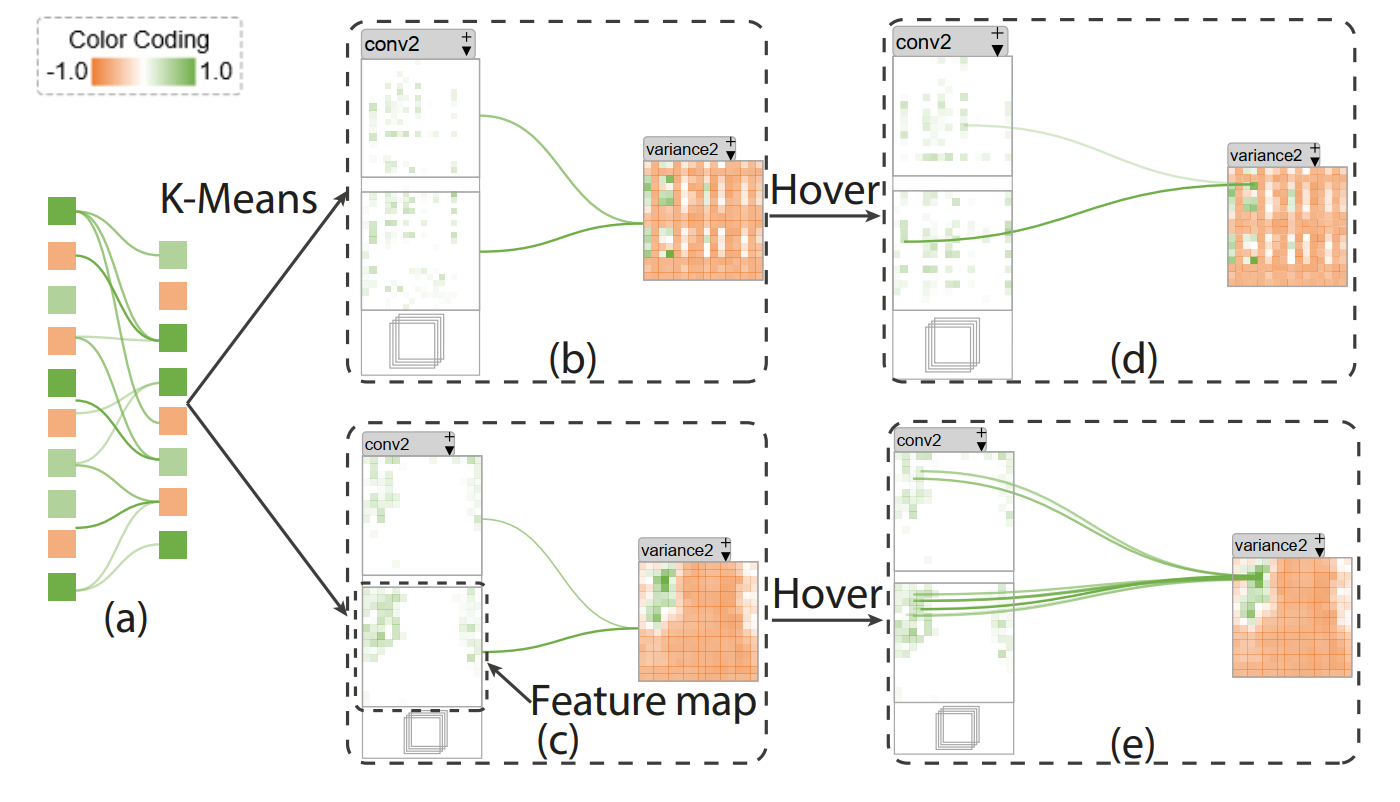 Color Coding
-1.0 1.0
K-Means
(a)
conv2 +
variance2 +
(b)
Hover
conv2 +
variance2 +
(d)
conv2 +
variance2 +
Feature map
(c)
Hover
conv2 +
variance2 +
(e)